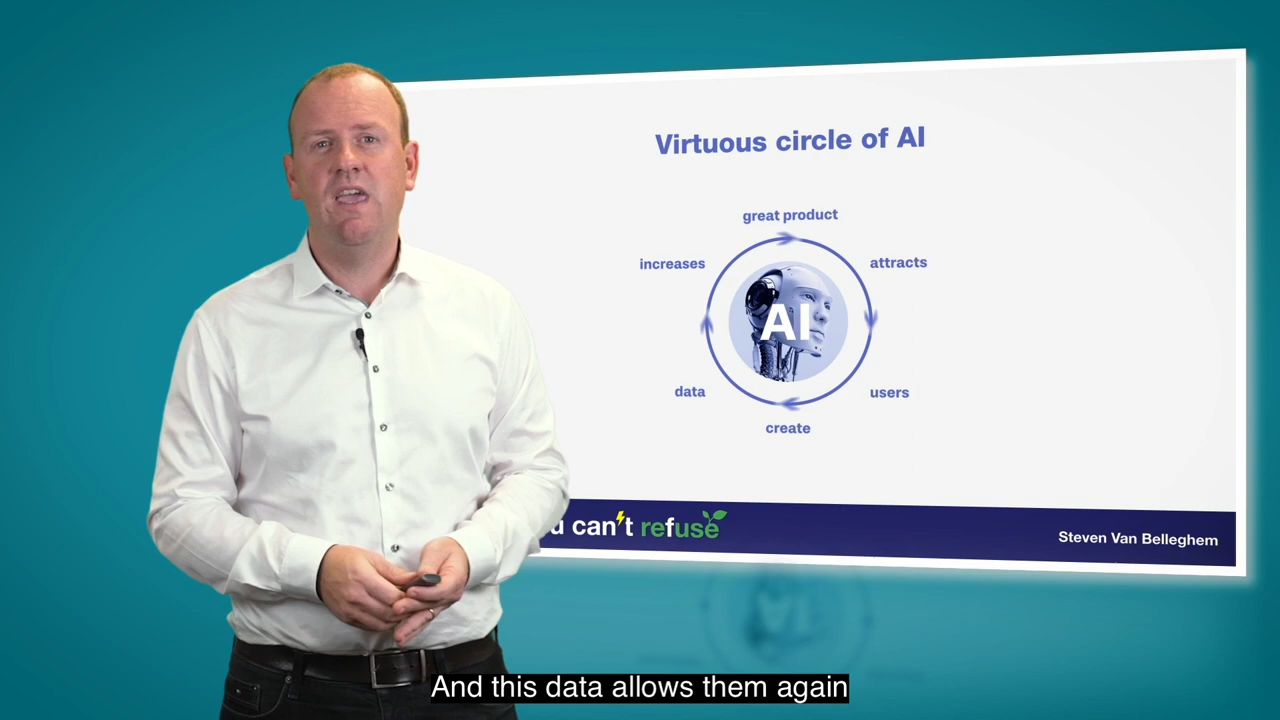 Virtuous circle of AI
great product
increases
attracts
AI
data
users
create
u can't refuse
Steven Van Belleghem
And this data allows them again